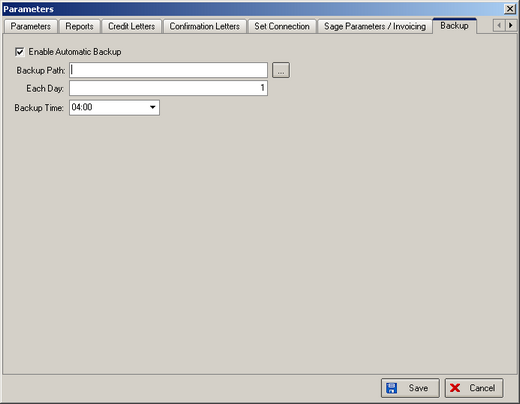 Parameters
Parameters Reports Credit Letters Confirmation Letters Set Connection Sage Parameters / Invoicing Backup
Enable Automatic Backup
Backup Path:
...
Each Day: 1
Backup Time: 04:00
Save Cancel